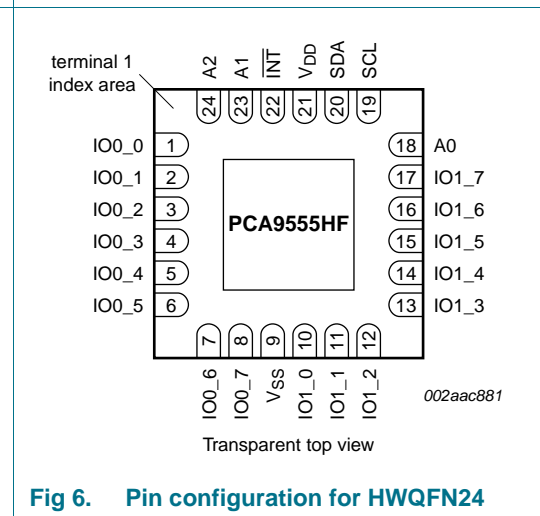 terminal 1
index area
A2
A1
INT
VDD
SDA
SCL
24
23
22
21
20
19
IO0_0 1
IO0_1 2
IO0_2 3
IO0_3 4
IO0_4 5
IO0_5 6
PCA9555HF
18 A0
17 IO1_7
16 IO1_6
15 IO1_5
14 IO1_4
13 IO1_3
7
8
9
10
11
12
IO0_6
IO0_7
VSS
IO1_0
IO1_1
IO1_2
002aac881
Transparent top view
Fig 6. Pin configuration for HWQFN24